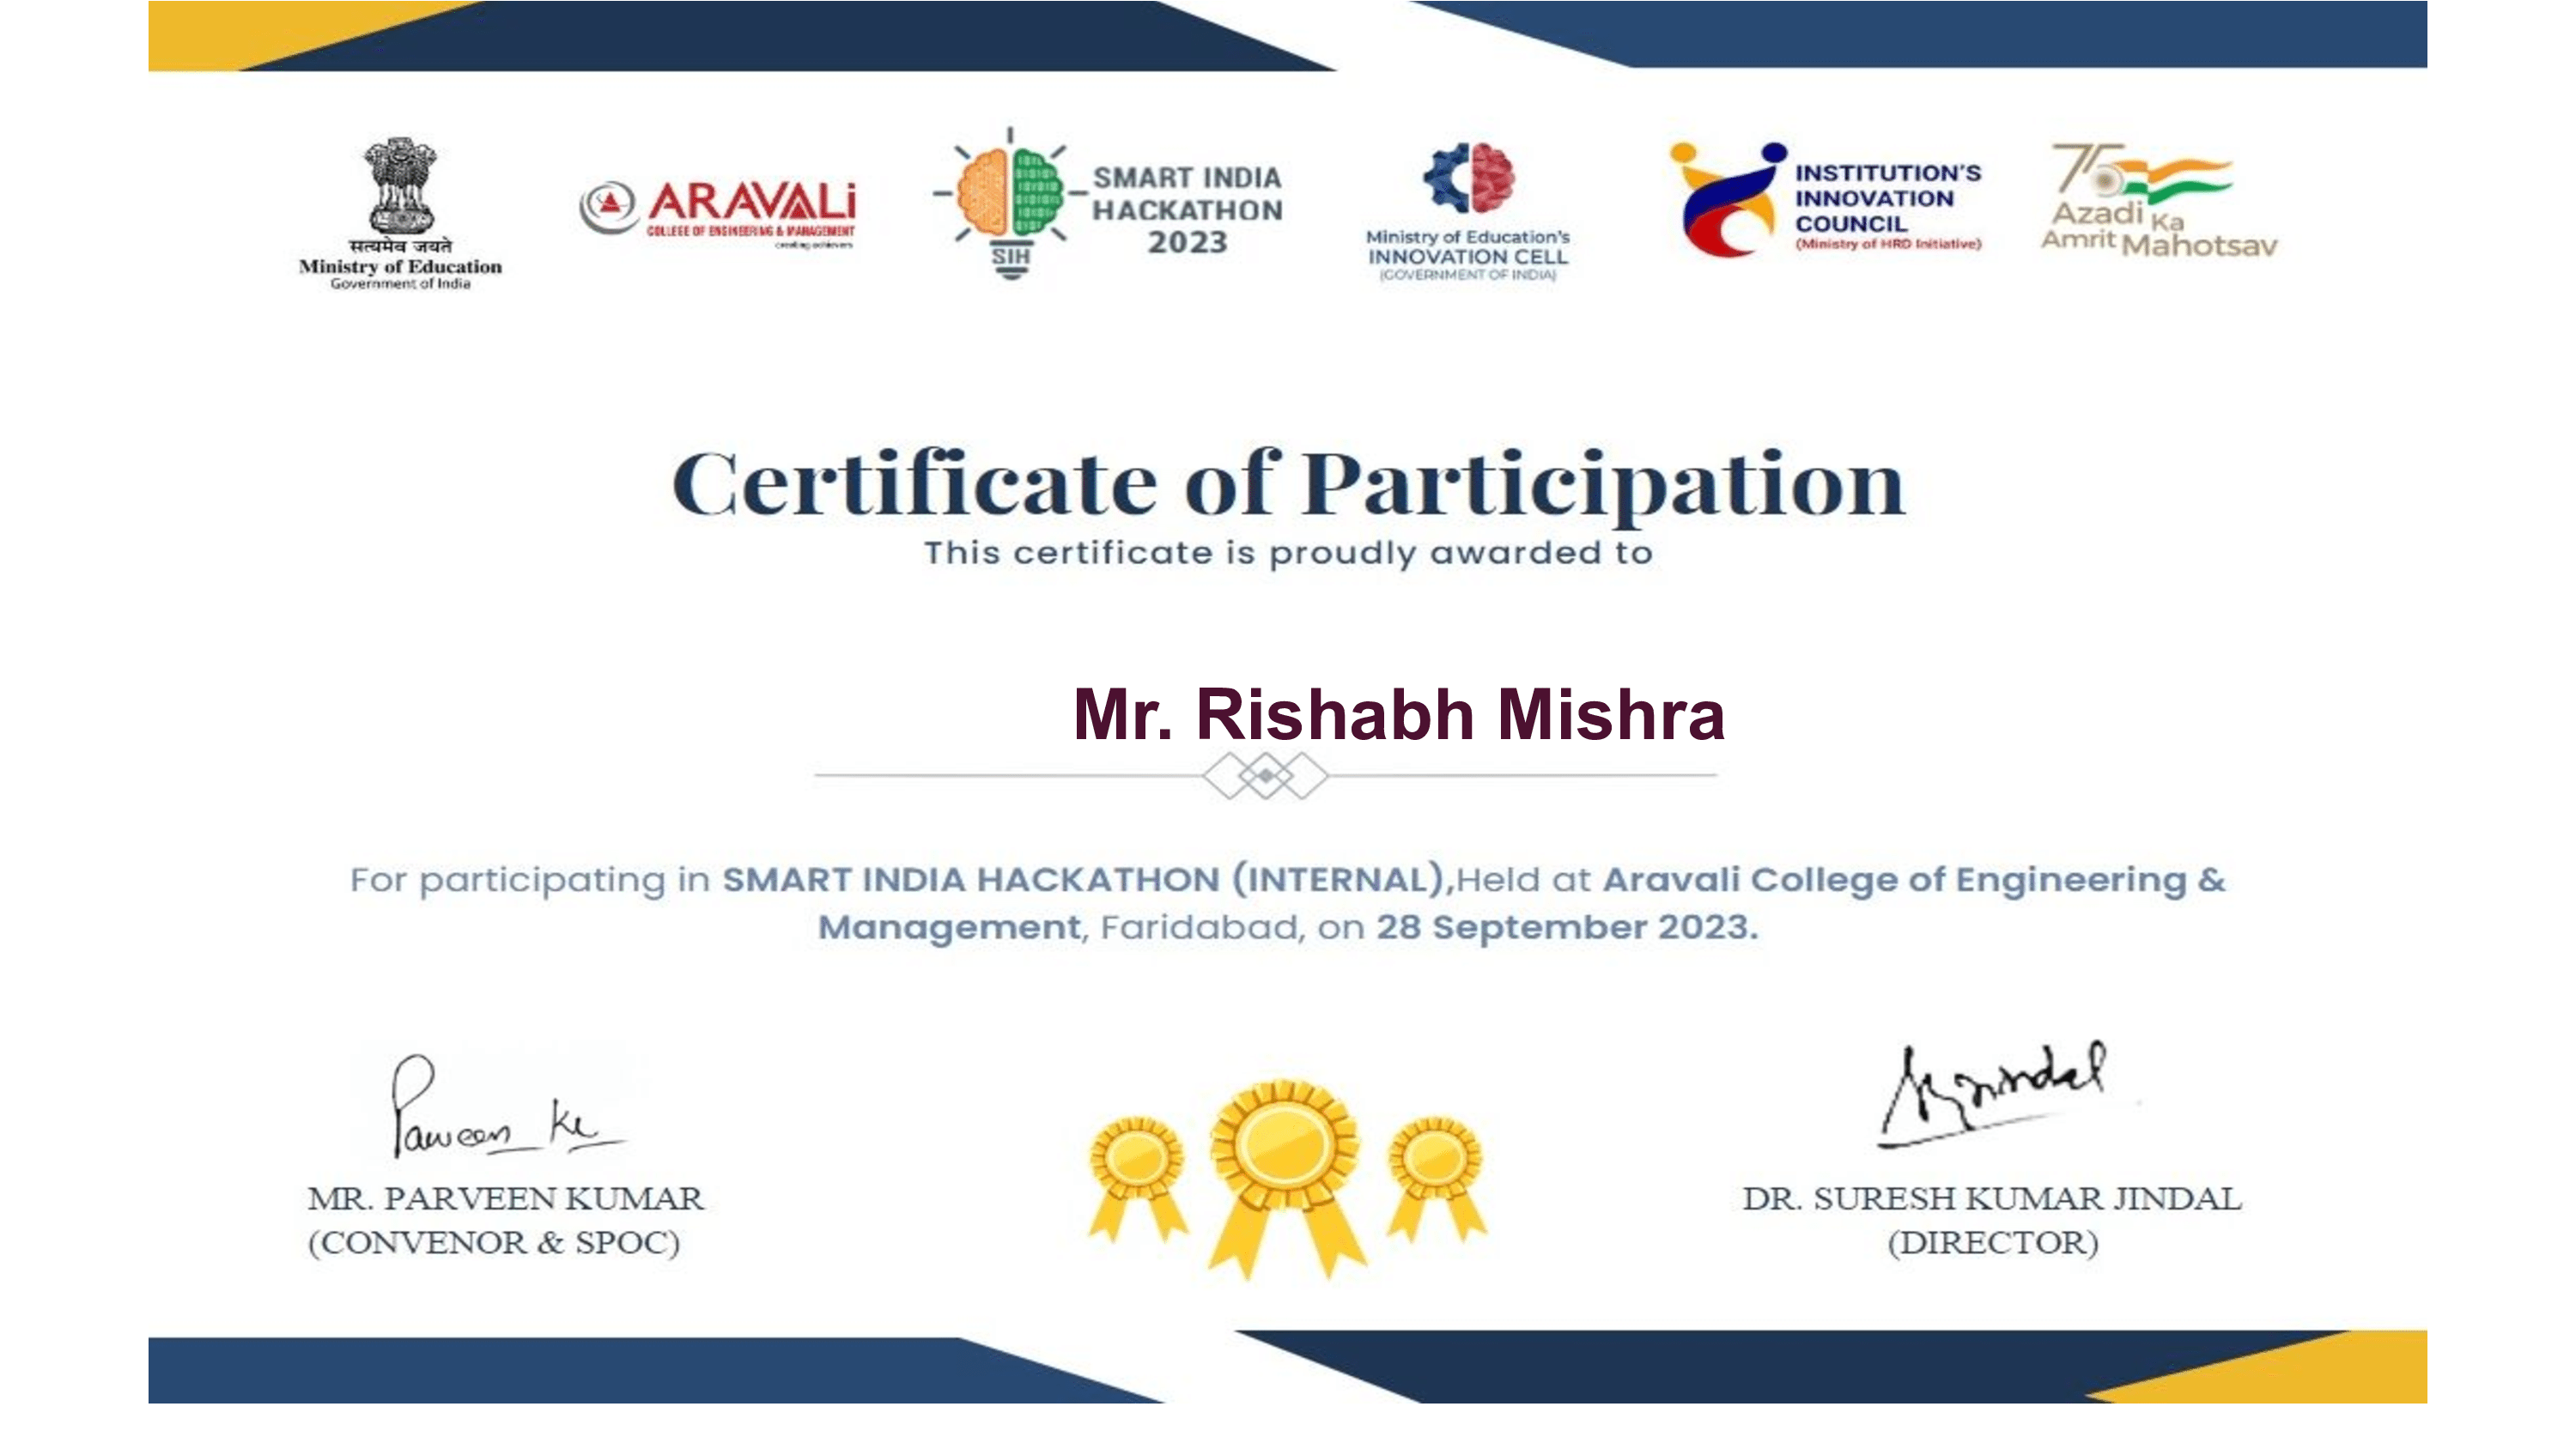 सत्यमेव जयते
Ministry of Education
Government of India
ARAVALi
COLLEGE OF ENGINEERING & MANAGEMENT
creating achievers
SIH
SMART INDIA
HACKATHON
2023
Ministry of Education's
INNOVATION CELL
(GOVERNMENT OF INDIA)
INSTITUTION'S
INNOVATION
COUNCIL
(Ministry of HRD Initiative)
75
Azadi Ka
Amrit Mahotsav
Certificate of Participation
This certificate is proudly awarded to
Mr. Rishabh Mishra
For participating in SMART INDIA HACKATHON (INTERNAL),Held at Aravali College of Engineering &
Management, Faridabad, on 28 September 2023.
Parveen Kr
MR. PARVEEN KUMAR
(CONVENOR & SPOC)
DR. SURESH KUMAR JINDAL
(DIRECTOR)